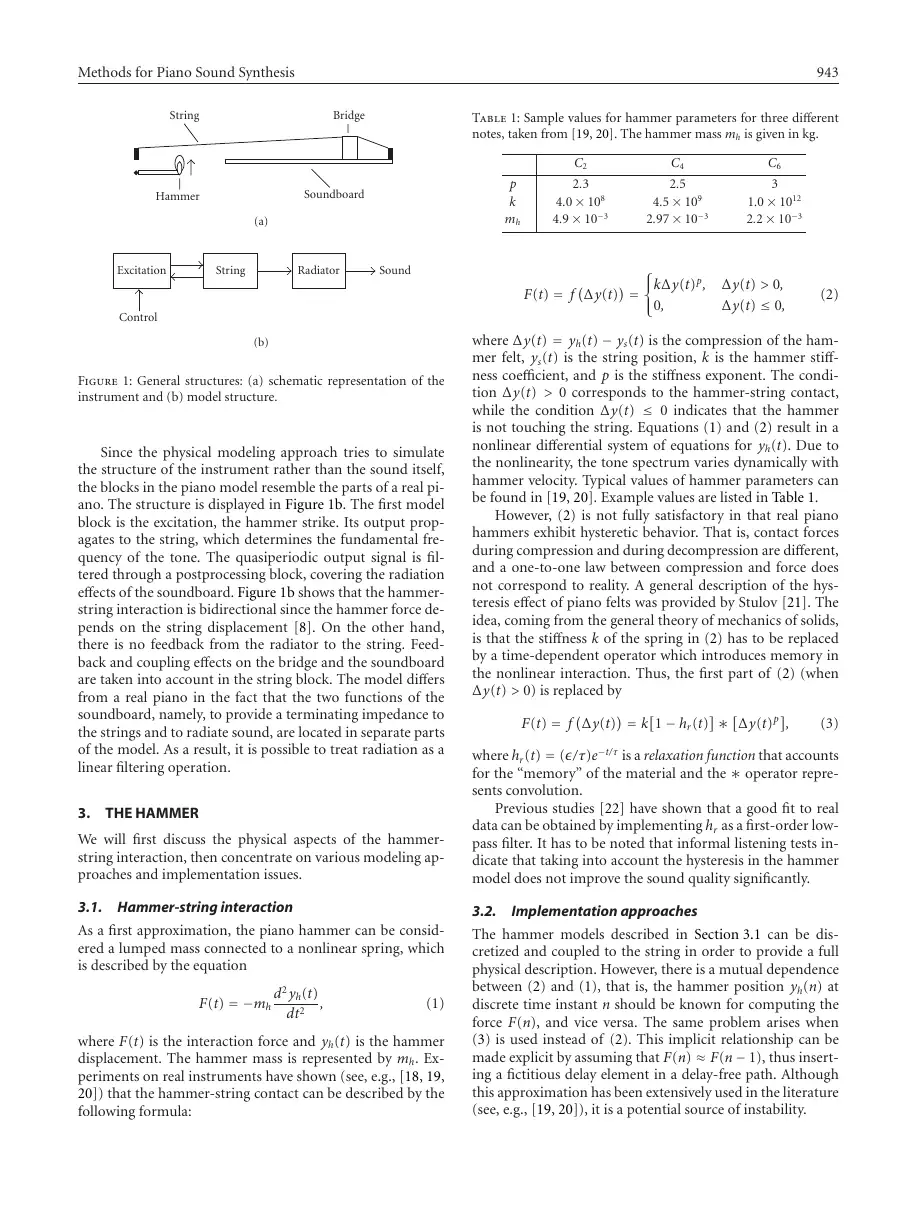 Methods for Piano Sound Synthesis 943
String Bridge
Hammer Soundboard
(a)
Excitation String Radiator Sound
Control
(b)
Figure 1: General structures: (a) schematic representation of the
instrument and (b) model structure.
Since the physical modeling approach tries to simulate
the structure of the instrument rather than the sound itself,
the blocks in the piano model resemble the parts of a real pi-
ano. The structure is displayed in Figure 1b. The first model
block is the excitation, the hammer strike. Its output prop-
agates to the string, which determines the fundamental fre-
quency of the tone. The quasiperiodic output signal is fil-
tered through a postprocessing block, covering the radiation
effects of the soundboard. Figure 1b shows that the hammer-
string interaction is bidirectional since the hammer force de-
pends on the string displacement [8]. On the other hand,
there is no feedback from the radiator to the string. Feed-
back and coupling effects on the bridge and the soundboard
are taken into account in the string block. The model differs
from a real piano in the fact that the two functions of the
soundboard, namely, to provide a terminating impedance to
the strings and to radiate sound, are located in separate parts
of the model. As a result, it is possible to treat radiation as a
linear filtering operation.
3. THE HAMMER
We will first discuss the physical aspects of the hammer-
string interaction, then concentrate on various modeling ap-
proaches and implementation issues.
3.1. Hammer-string interaction
As a first approximation, the piano hammer can be consid-
ered a lumped mass connected to a nonlinear spring, which
is described by the equation
F(t) = −m_h d²y_h(t)/dt², (1)
where F(t) is the interaction force and y_h(t) is the hammer
displacement. The hammer mass is represented by m_h. Ex-
periments on real instruments have shown (see, e.g., [18, 19,
20]) that the hammer-string contact can be described by the
following formula:
Table 1: Sample values for hammer parameters for three different
notes, taken from [19, 20]. The hammer mass m_h is given in kg.
C₂ C₄ C₆
p 2.3 2.5 3
k 4.0 × 10⁸ 4.5 × 10⁹ 1.0 × 10¹²
m_h 4.9 × 10⁻³ 2.97 × 10⁻³ 2.2 × 10⁻³
F(t) = f(Δy(t)) = { kΔy(t)^p, Δy(t) > 0,
0, Δy(t) ≤ 0, (2)
where Δy(t) = y_h(t) − y_s(t) is the compression of the ham-
mer felt, y_s(t) is the string position, k is the hammer stiff-
ness coefficient, and p is the stiffness exponent. The condi-
tion Δy(t) > 0 corresponds to the hammer-string contact,
while the condition Δy(t) ≤ 0 indicates that the hammer
is not touching the string. Equations (1) and (2) result in a
nonlinear differential system of equations for y_h(t). Due to
the nonlinearity, the tone spectrum varies dynamically with
hammer velocity. Typical values of hammer parameters can
be found in [19, 20]. Example values are listed in Table 1.
However, (2) is not fully satisfactory in that real piano
hammers exhibit hysteretic behavior. That is, contact forces
during compression and during decompression are different,
and a one-to-one law between compression and force does
not correspond to reality. A general description of the hys-
teresis effect of piano felts was provided by Stulov [21]. The
idea, coming from the general theory of mechanics of solids,
is that the stiffness k of the spring in (2) has to be replaced
by a time-dependent operator which introduces memory in
the nonlinear interaction. Thus, the first part of (2) (when
Δy(t) > 0) is replaced by
F(t) = f(Δy(t)) = k[1 − h_r(t)] ∗ [Δy(t)^p], (3)
where h_r(t) = (ϵ/τ)e^(−t/τ) is a relaxation function that accounts
for the “memory” of the material and the ∗ operator repre-
sents convolution.
Previous studies [22] have shown that a good fit to real
data can be obtained by implementing h_r as a first-order low-
pass filter. It has to be noted that informal listening tests in-
dicate that taking into account the hysteresis in the hammer
model does not improve the sound quality significantly.
3.2. Implementation approaches
The hammer models described in Section 3.1 can be dis-
cretized and coupled to the string in order to provide a full
physical description. However, there is a mutual dependence
between (2) and (1), that is, the hammer position y_h(n) at
discrete time instant n should be known for computing the
force F(n), and vice versa. The same problem arises when
(3) is used instead of (2). This implicit relationship can be
made explicit by assuming that F(n) ≈ F(n − 1), thus insert-
ing a fictitious delay element in a delay-free path. Although
this approximation has been extensively used in the literature
(see, e.g., [19, 20]), it is a potential source of instability.